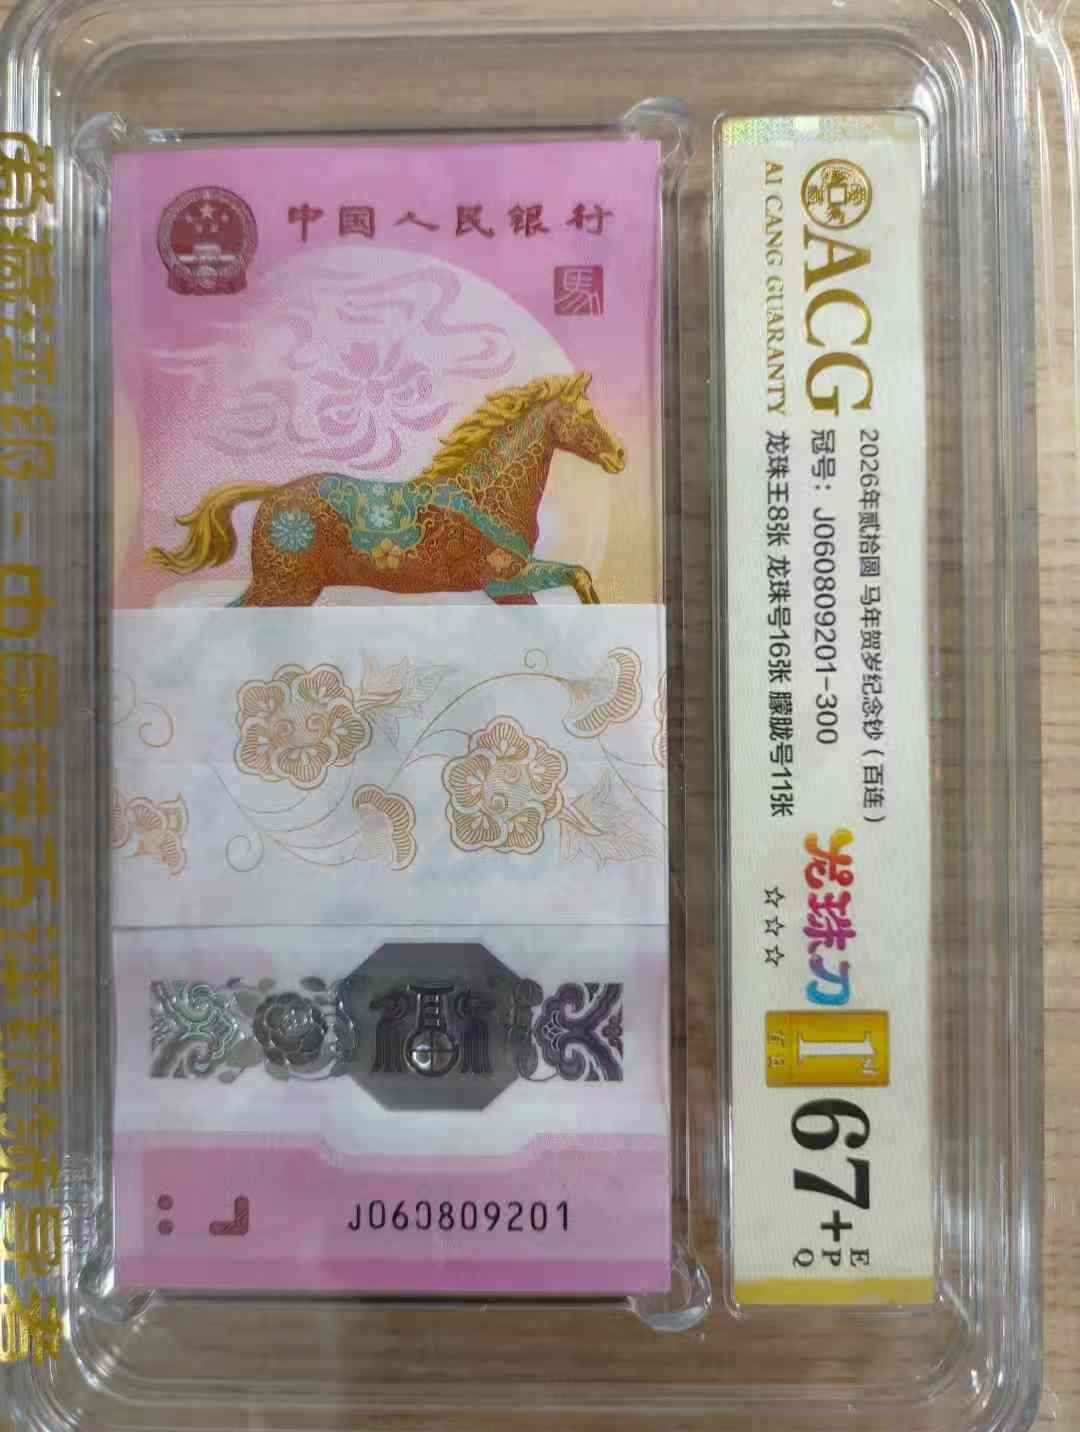 中国人民银行
馬
J060809201
ACG
AI CANG GUARANTY
2026年贰拾圆 马年贺岁纪念钞（百连）
冠号：J060809201-300
龙珠王8张 龙珠号16张 朦胧号11张
龙珠刀
☆☆☆
1st
67+
EPQ